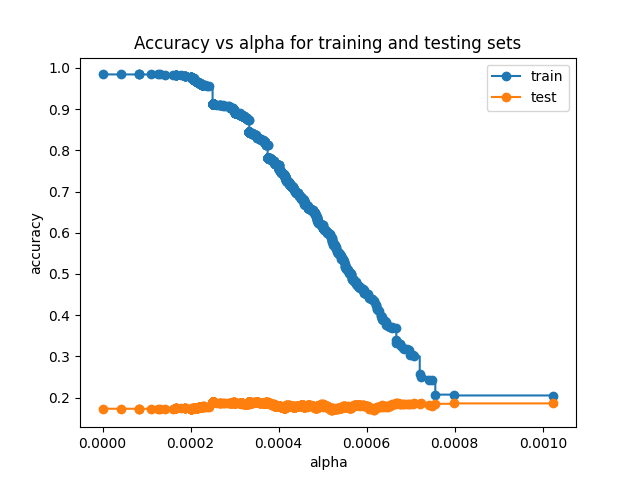 Accuracy vs alpha for training and testing sets
train
test
1.0
0.9
0.8
0.7
0.6
0.5
0.4
0.3
0.2
accuracy
0.0000 0.0002 0.0004 0.0006 0.0008 0.0010
alpha